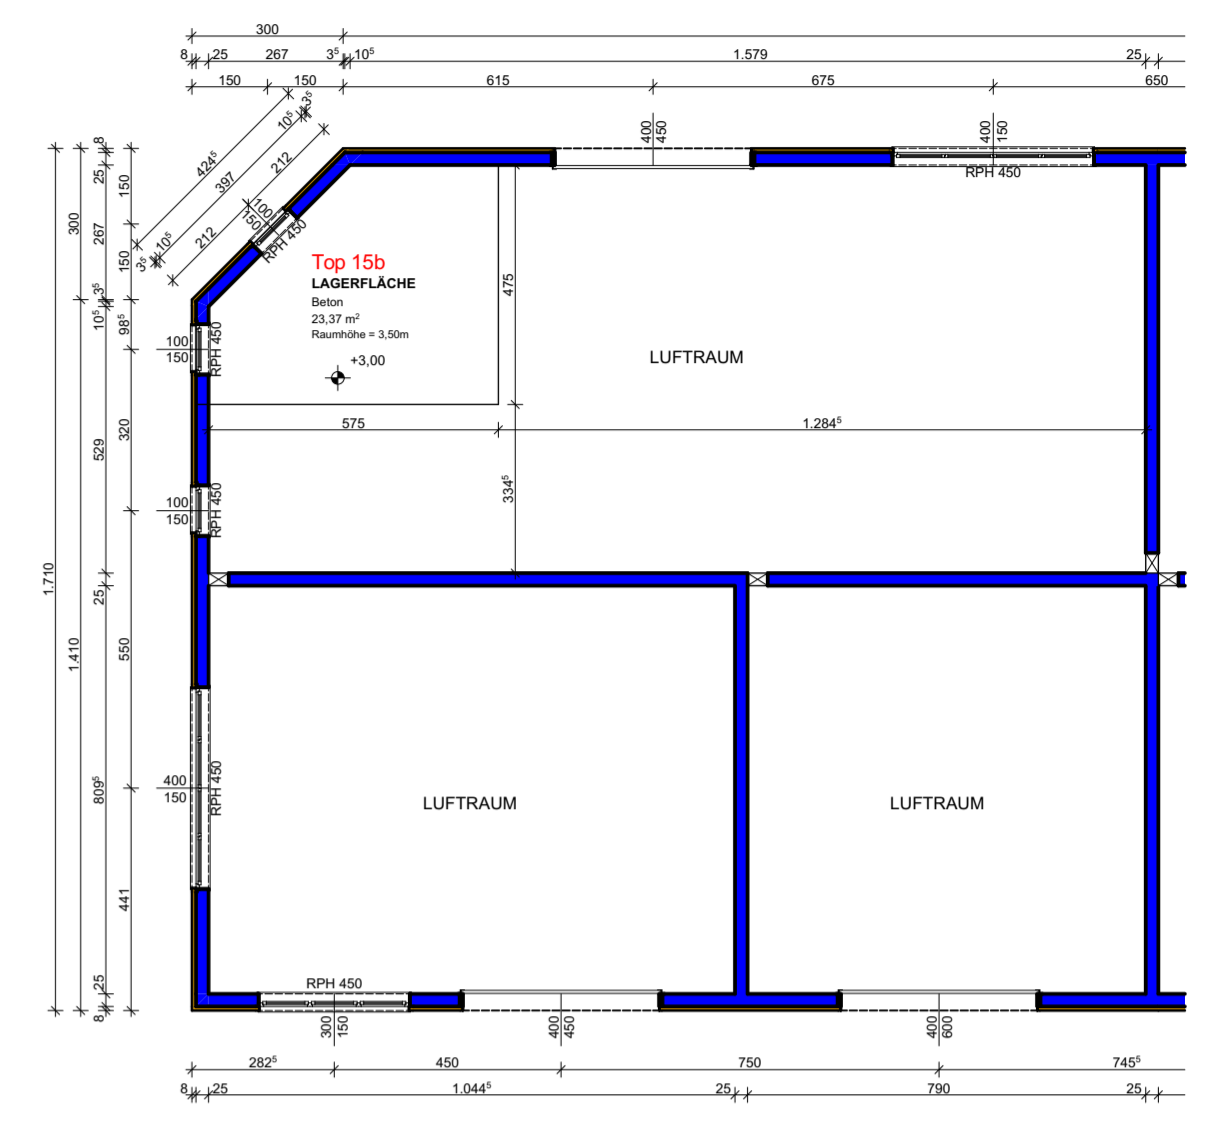 300
8 25 267 3⁵ 10⁵ 1.579 25
150 150 615 675 650
424⁵
10⁵ 3⁵
397
212
3⁵ 10⁵
212
100
150
RPH 450
400
450
400
150
RPH 450
8
25
150
300
267
150
3⁵
10⁵
98⁵
Top 15b
LAGERFLÄCHE
Beton
23,37 m²
Raumhöhe = 3,50m
+3,00
475
LUFTRAUM
100
150
RPH 450
575
1.284⁵
320
529
334⁵
100
150
RPH 450
1.710
25
1.410
550
400
150
RPH 450
809⁵
LUFTRAUM
LUFTRAUM
441
25
8
RPH 450
300
150
400
450
400
600
282⁵ 450 750 745⁵
8 25 1.044⁵ 25 790 25